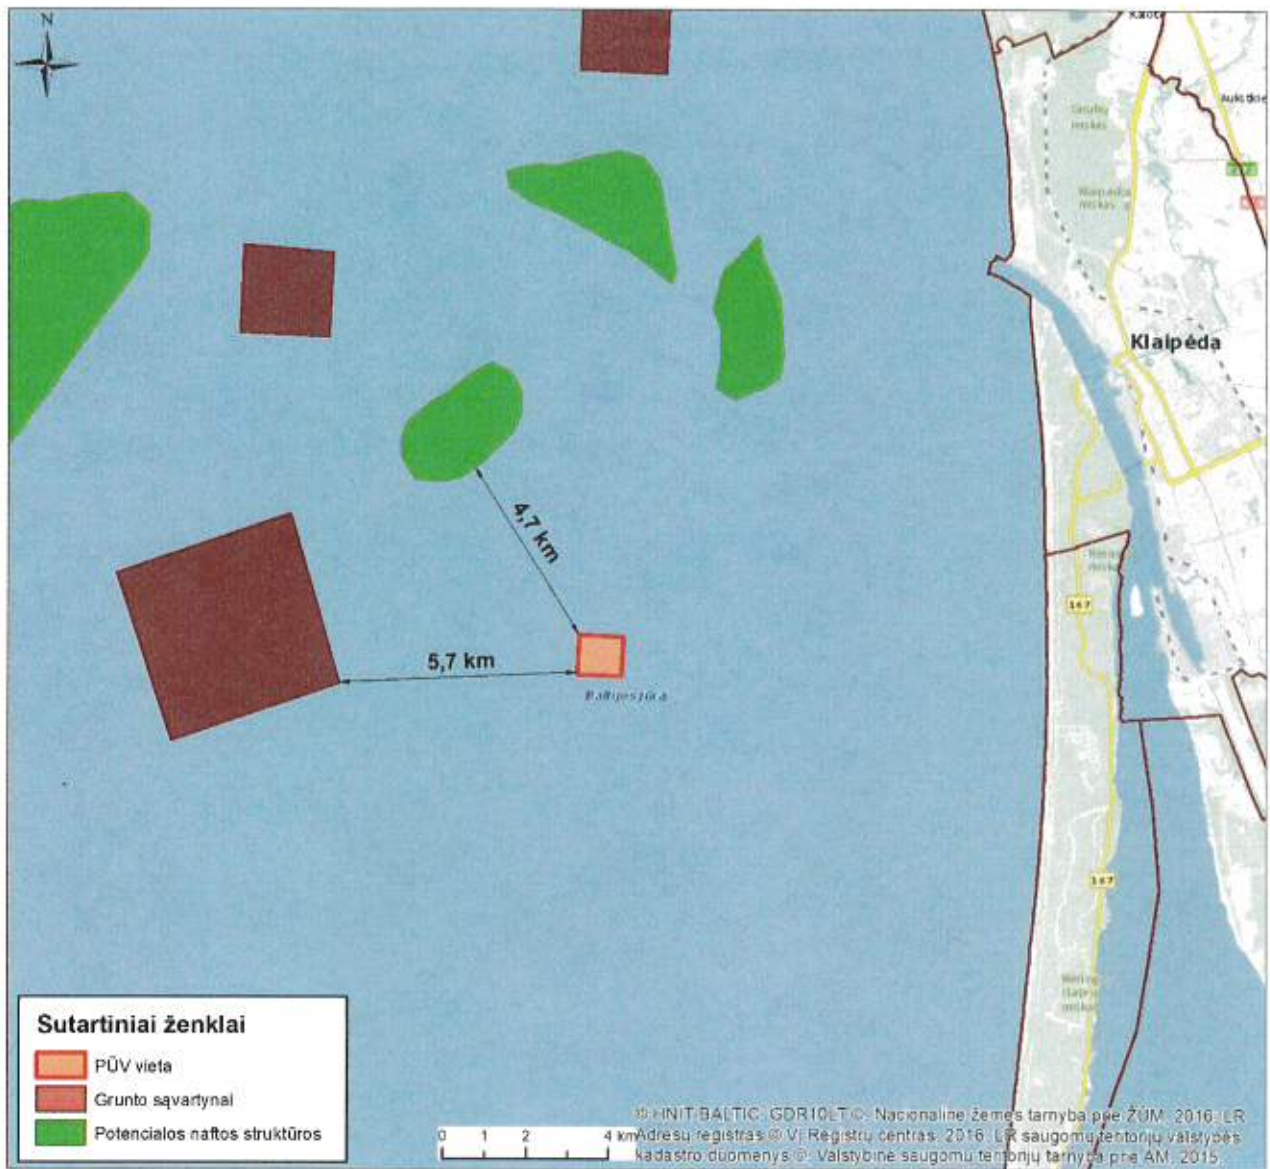 N
Klaipėda
167
4,7 km
5,7 km
Baltijos jūra
167
Sutartiniai ženklai
PŪV vieta
Grunto sąvartynai
Potencialos naftos struktūros
0 1 2 4 km
© HNIT-BALTIC, GDR10LT ©, Nacionalinė žemės tarnyba prie ŽŪM, 2016; LR
Adresų registras © VĮ Registrų centras, 2016; LR saugomų teritorijų valstybės
kadastro duomenys ©, Valstybinė saugomų teritorijų tarnyba prie AM, 2015.